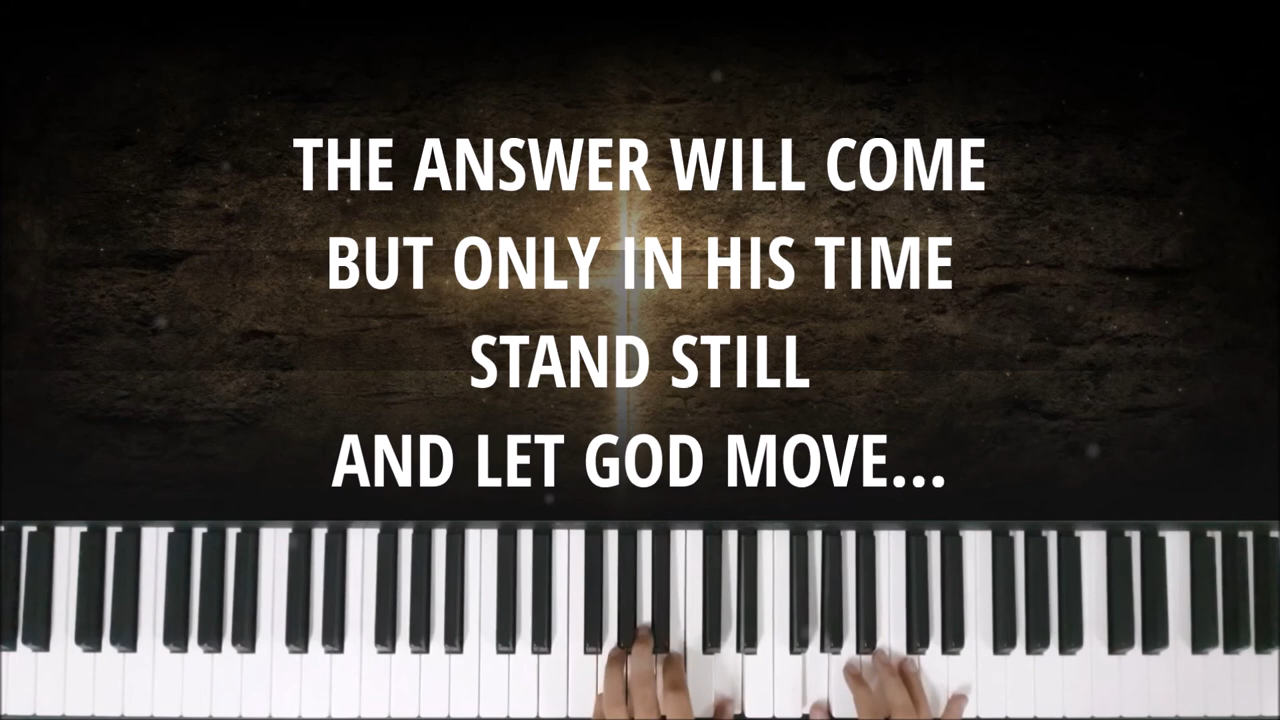 THE ANSWER WILL COME
BUT ONLY IN HIS TIME
STAND STILL
AND LET GOD MOVE...